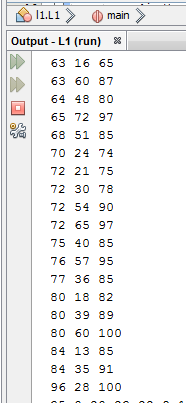 l1.L1 main
Output - L1 (run)
63 16 65
63 60 87
64 48 80
65 72 97
68 51 85
70 24 74
72 21 75
72 30 78
72 54 90
72 65 97
75 40 85
76 57 95
77 36 85
80 18 82
80 39 89
80 60 100
84 13 85
84 35 91
96 28 100